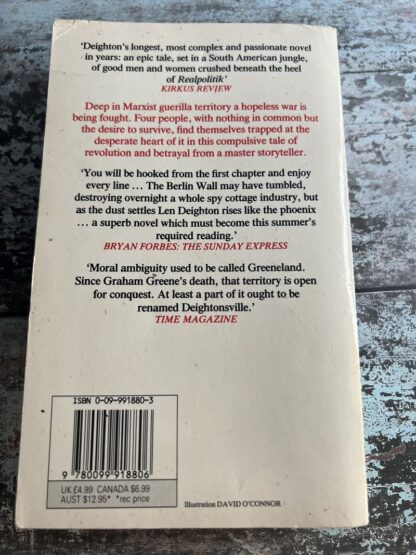 'Deighton's longest, most complex and passionate novel
in years: an epic tale, set in a South American jungle,
of good men and women crushed beneath the heel
of Realpolitik'
KIRKUS REVIEW
Deep in Marxist guerilla territory a hopeless war is
being fought. Four people, with nothing in common but
the desire to survive, find themselves trapped at the
desperate heart of it in this compulsive tale of
revolution and betrayal from a master storyteller.
'You will be hooked from the first chapter and enjoy
every line ... The Berlin Wall may have tumbled,
destroying overnight a whole spy cottage industry, but
as the dust settles Len Deighton rises like the phoenix
... a superb novel which must become this summer's
required reading.'
BRYAN FORBES: THE SUNDAY EXPRESS
'Moral ambiguity used to be called Greeneland.
Since Graham Greene's death, that territory is open
for conquest. At least a part of it ought to be
renamed Deightonsville.'
TIME MAGAZINE
ISBN 0-09-991880-3
9 780099 918806
UK £4.99 CANADA $6.99
AUST $12.95* *rec price
Illustration DAVID O'CONNOR